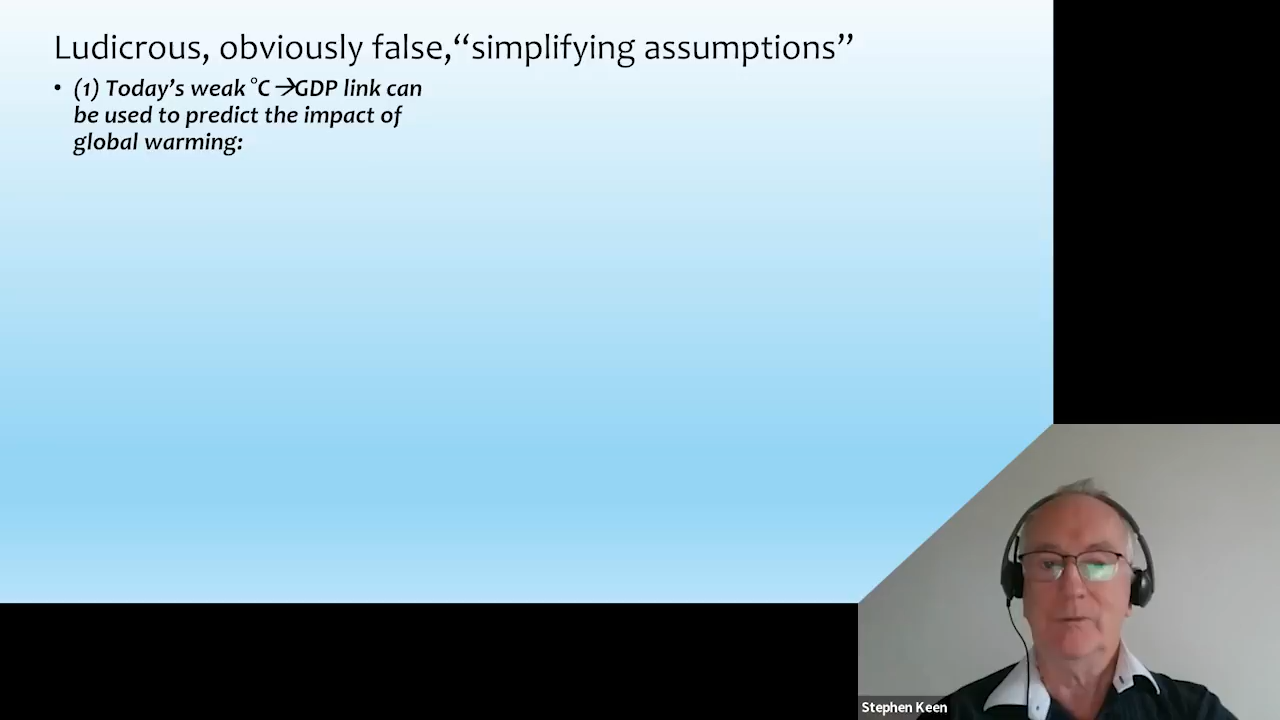 Ludicrous, obviously false,“simplifying assumptions”
• (1) Today’s weak °C→GDP link can
be used to predict the impact of
global warming:
Stephen Keen